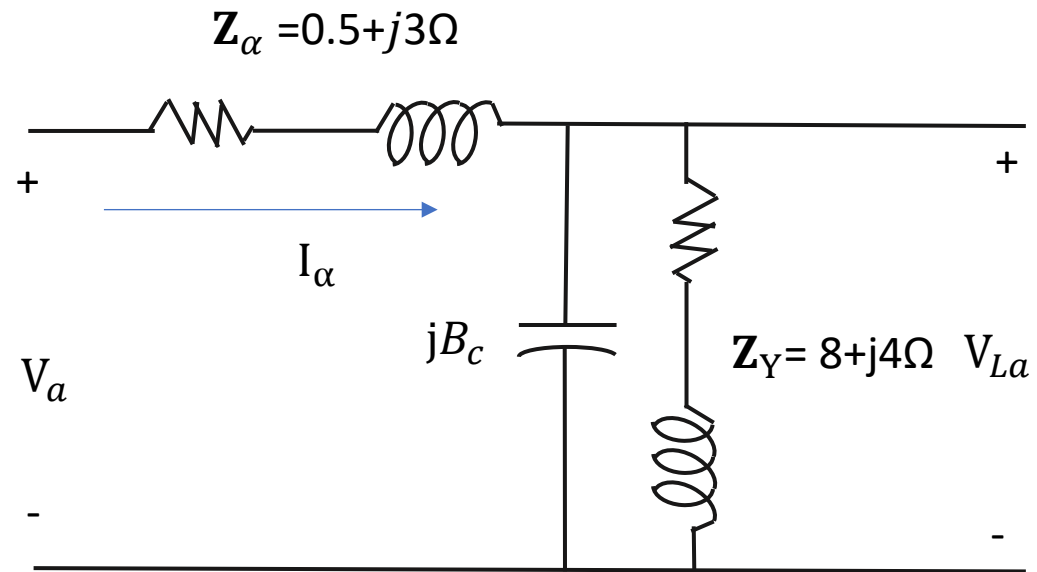 𝐙α =0.5+j3Ω
+
+
Iα
jBc
𝐙Y= 8+j4Ω
VLa
Va
-
-